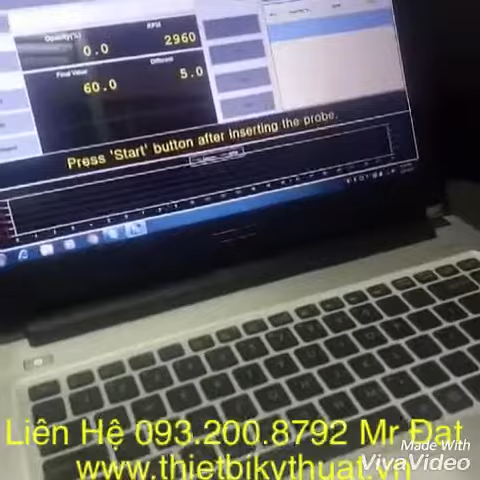 Opacity(%)
RPM
0.0
2960
Final Value
Different
60.0
5.0
Press 'Start' button after inserting the probe.
Liên Hệ 093.200.8792 Mr Đạt
www.thietbikythuat.vn
Made With
VivaVideo